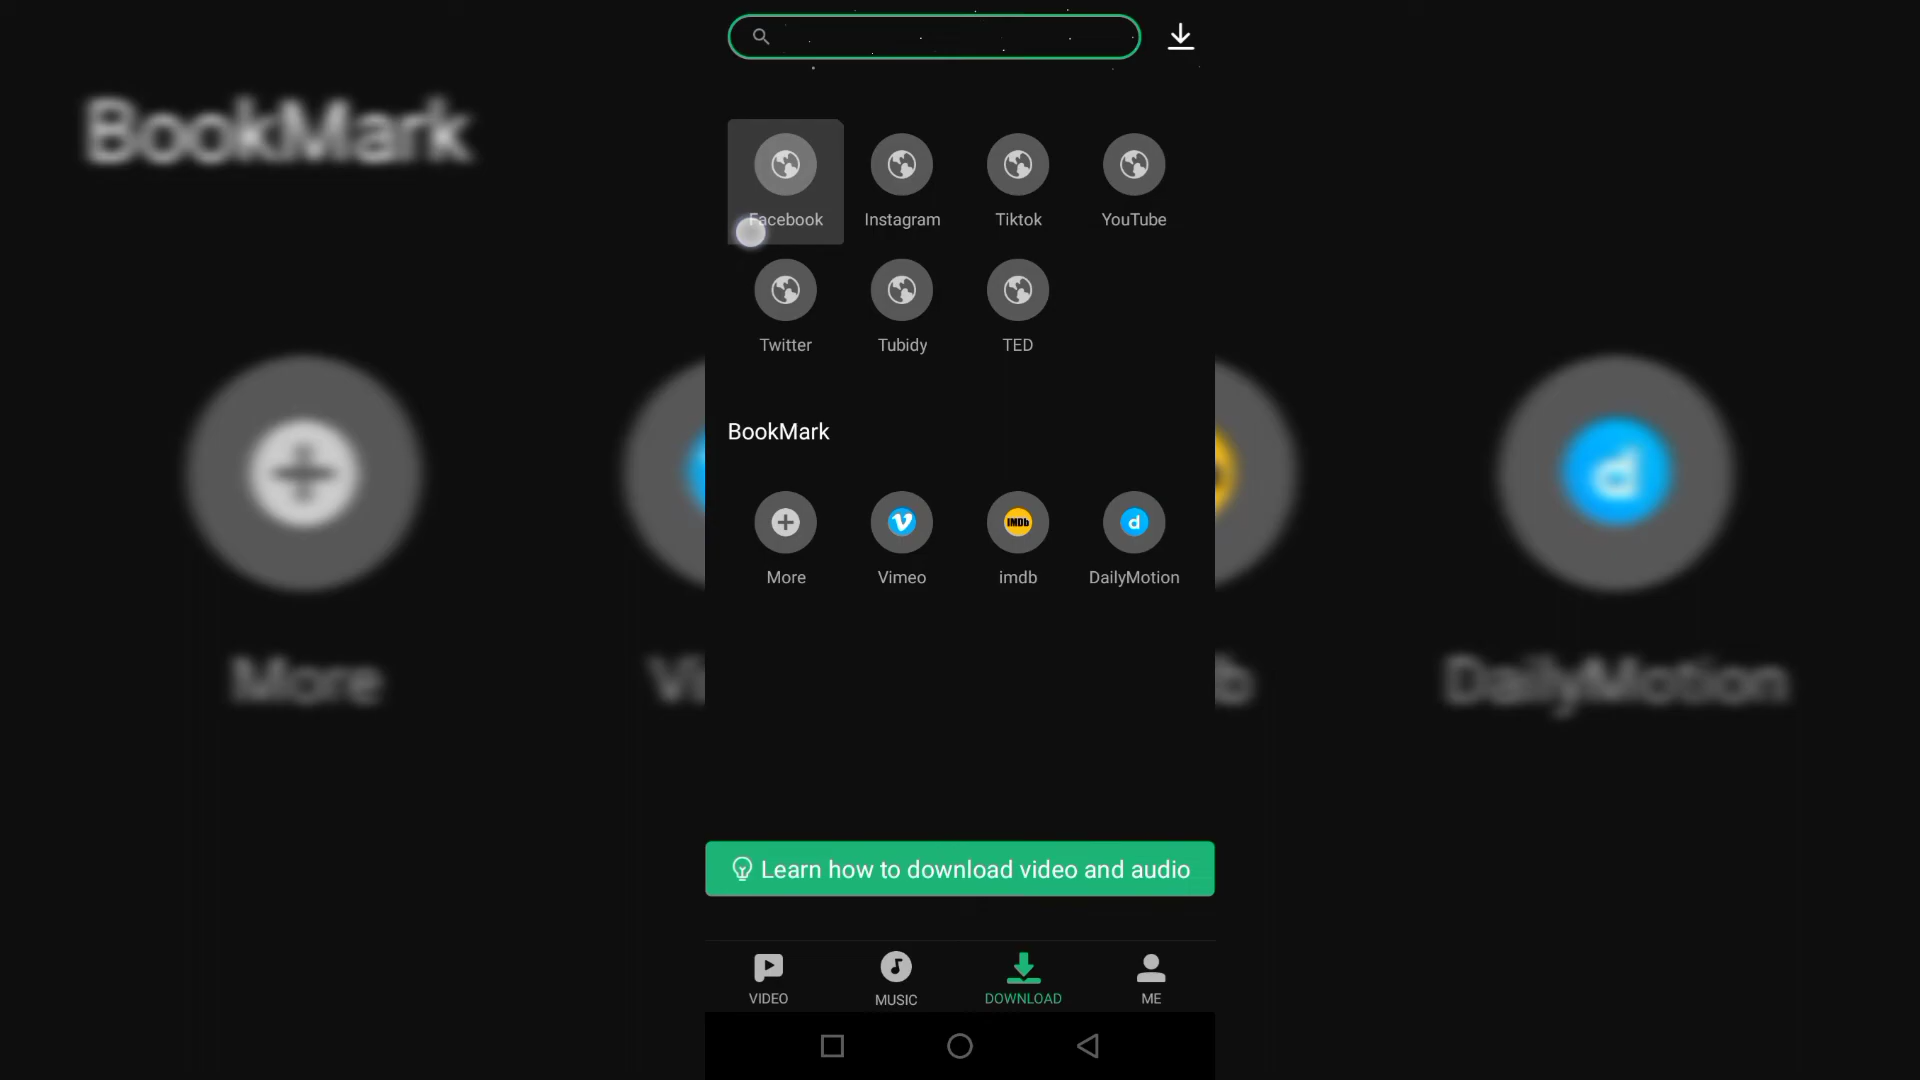 BookMark
Facebook Instagram Tiktok YouTube
Twitter Tubidy TED
BookMark
IMDb d
More Vimeo imdb DailyMotion
d
More Vi b DailyMotion
Learn how to download video and audio
VIDEO MUSIC DOWNLOAD ME